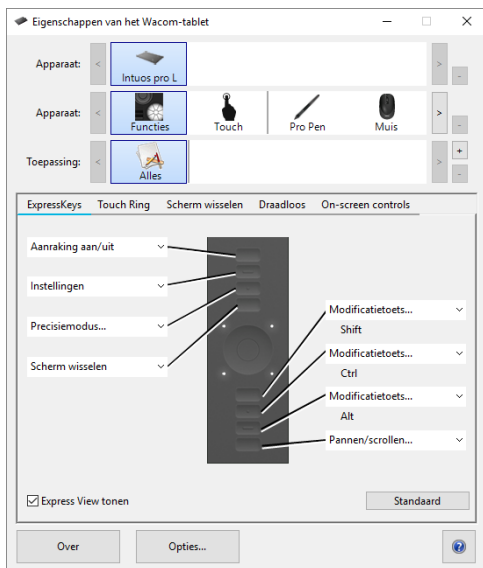 Eigenschappen van het Wacom-tablet
Apparaat:
Intuos pro L
Apparaat:
Functies Touch Pro Pen Muis
Toepassing:
Alles
ExpressKeys Touch Ring Scherm wisselen Draadloos On-screen controls
Aanraking aan/uit
Instellingen
Precisiemodus...
Scherm wisselen
Modificatietoets...
Shift
Modificatietoets...
Ctrl
Modificatietoets...
Alt
Pannen/scrollen...
Express View tonen
Standaard
Over Opties...